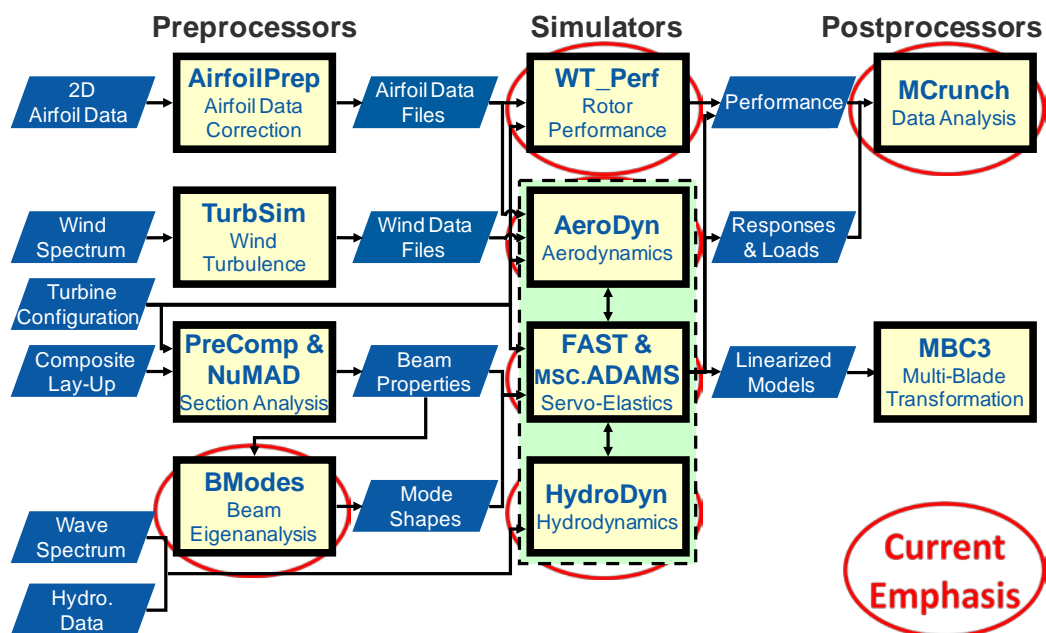 Preprocessors
Simulators
Postprocessors
2D
Airfoil Data
AirfoilPrep
Airfoil Data
Correction
Airfoil Data
Files
WT_Perf
Rotor
Performance
Performance
MCrunch
Data Analysis
Wind
Spectrum
TurbSim
Wind
Turbulence
Wind Data
Files
AeroDyn
Aerodynamics
Responses
& Loads
Turbine
Configuration
Composite
Lay-Up
PreComp &
NuMAD
Section Analysis
Beam
Properties
FAST &
MSC.ADAMS
Servo-Elastics
Linearized
Models
MBC3
Multi-Blade
Transformation
BModes
Beam
Eigenanalysis
Mode
Shapes
HydroDyn
Hydrodynamics
Wave
Spectrum
Hydro.
Data
Current
Emphasis